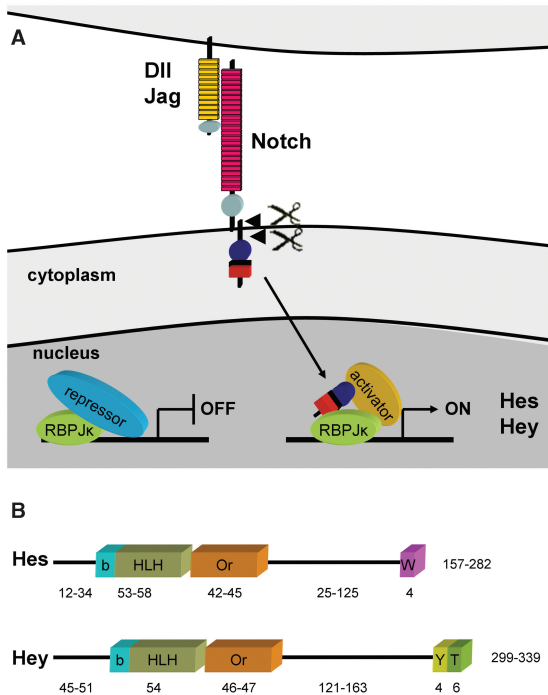 A
Dll
Jag
Notch
cytoplasm
nucleus
repressor
RBPJκ
OFF
activator
RBPJκ
ON
Hes
Hey
B
Hes b HLH Or W 157-282
12-34 53-58 42-45 25-125 4
Hey b HLH Or Y T 299-339
45-51 54 46-47 121-163 4 6